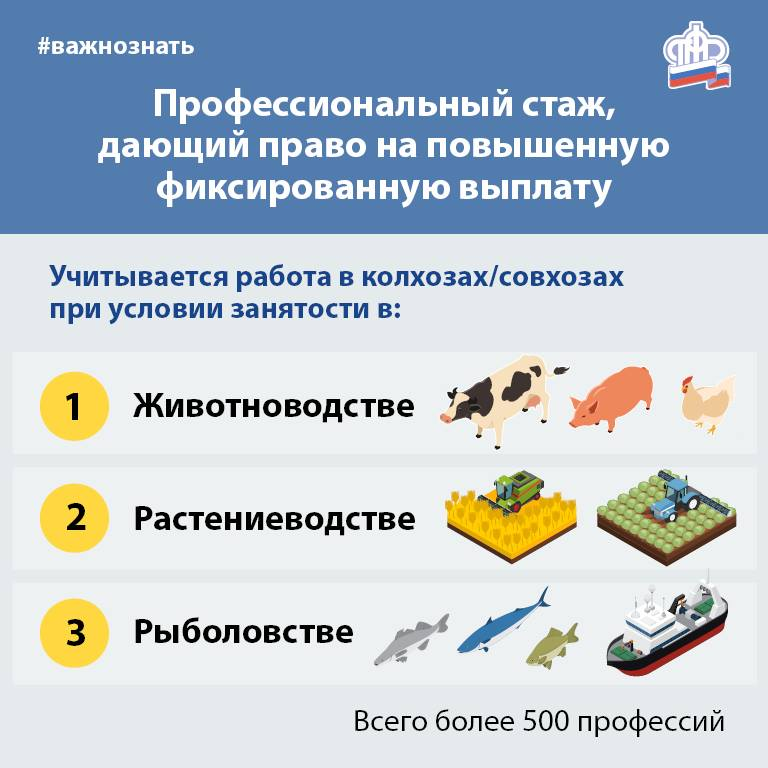 #важнознать
Профессиональный стаж,
дающий право на повышенную
фиксированную выплату
Учитывается работа в колхозах/совхозах
при условии занятости в:
1 Животноводстве
2 Растениеводстве
3 Рыболовстве
Всего более 500 профессий